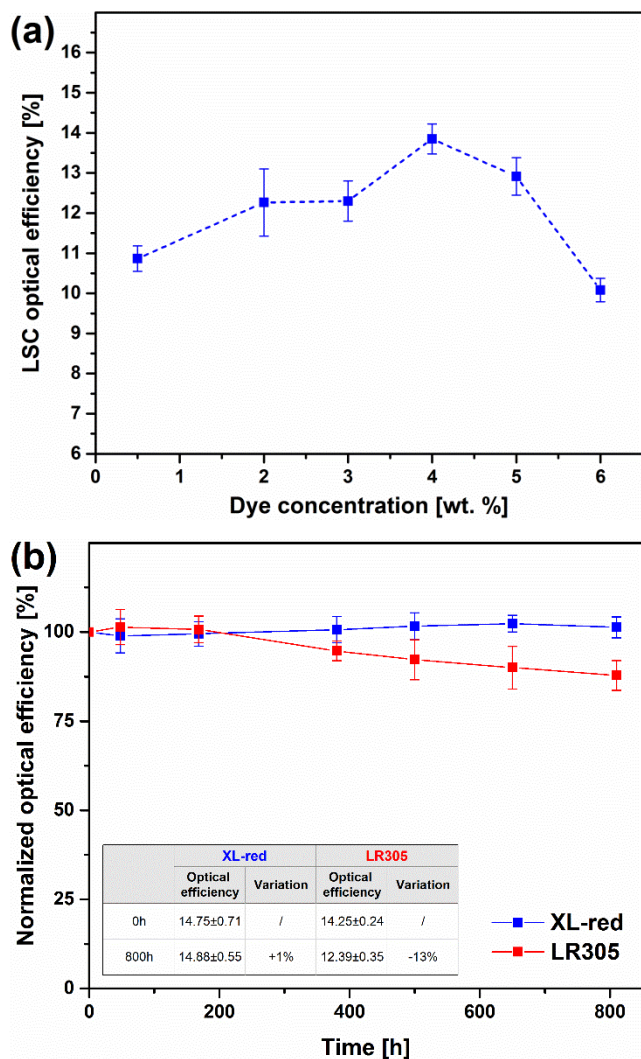 (a)
LSC optical efficiency [%]
16
15
14
13
12
11
10
9
8
7
6
0 1 2 3 4 5 6
Dye concentration [wt. %]
(b)
Normalized optical efficiency [%]
100
75
50
25
0
XL-red LR305
Optical efficiency Variation Optical efficiency Variation
0h 14.75±0.71 / 14.25±0.24 /
800h 14.88±0.55 +1% 12.39±0.35 -13%
XL-red
LR305
0 200 400 600 800
Time [h]